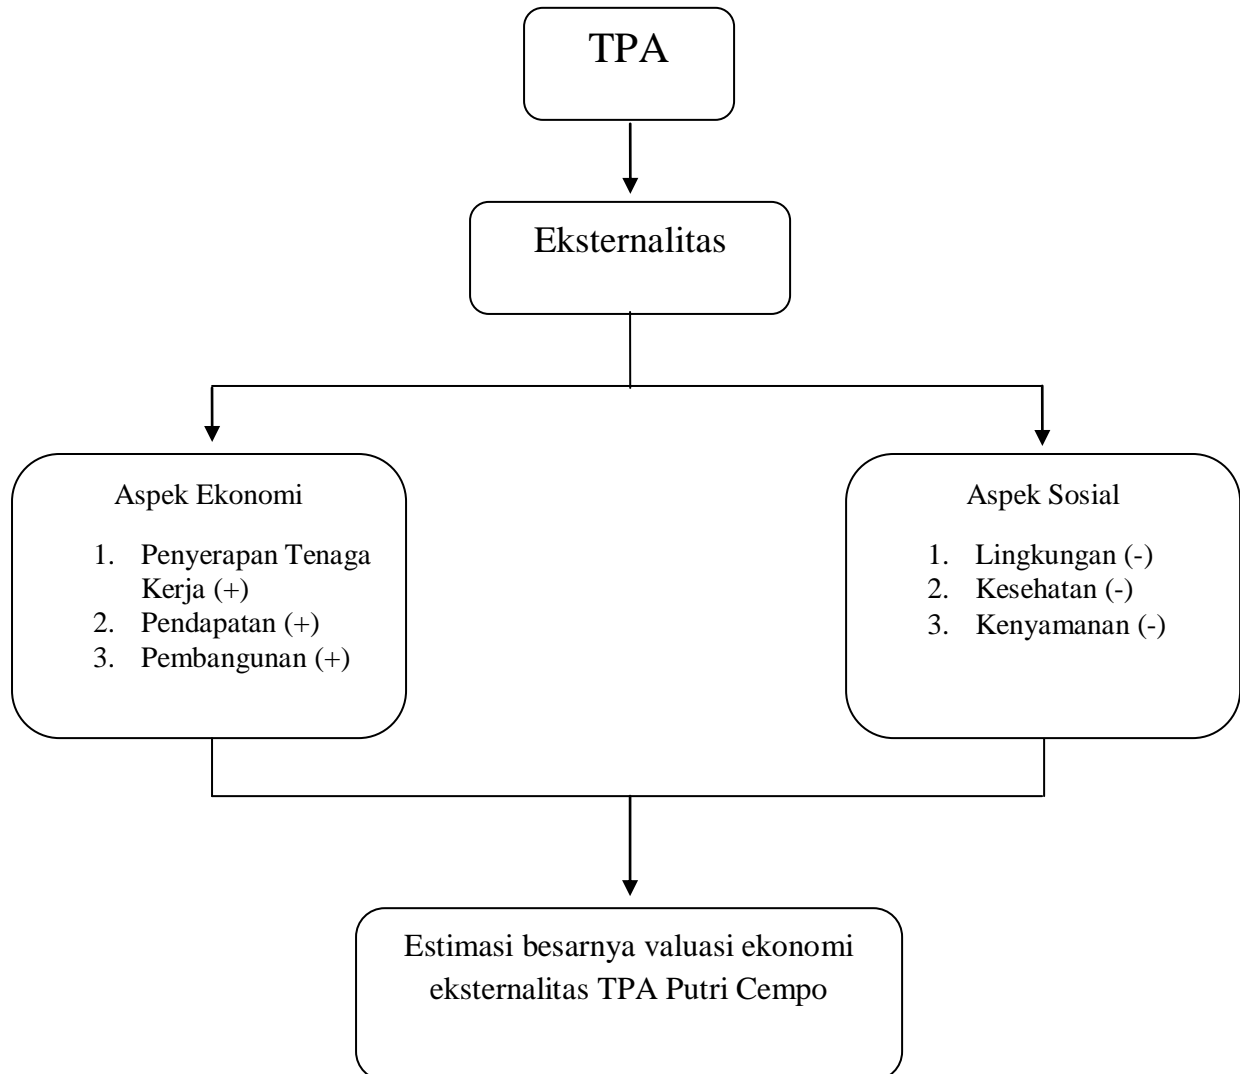 TPA
Eksternalitas
Aspek Ekonomi
1. Penyerapan Tenaga
Kerja (+)
2. Pendapatan (+)
3. Pembangunan (+)
Aspek Sosial
1. Lingkungan (-)
2. Kesehatan (-)
3. Kenyamanan (-)
Estimasi besarnya valuasi ekonomi
eksternalitas TPA Putri Cempo